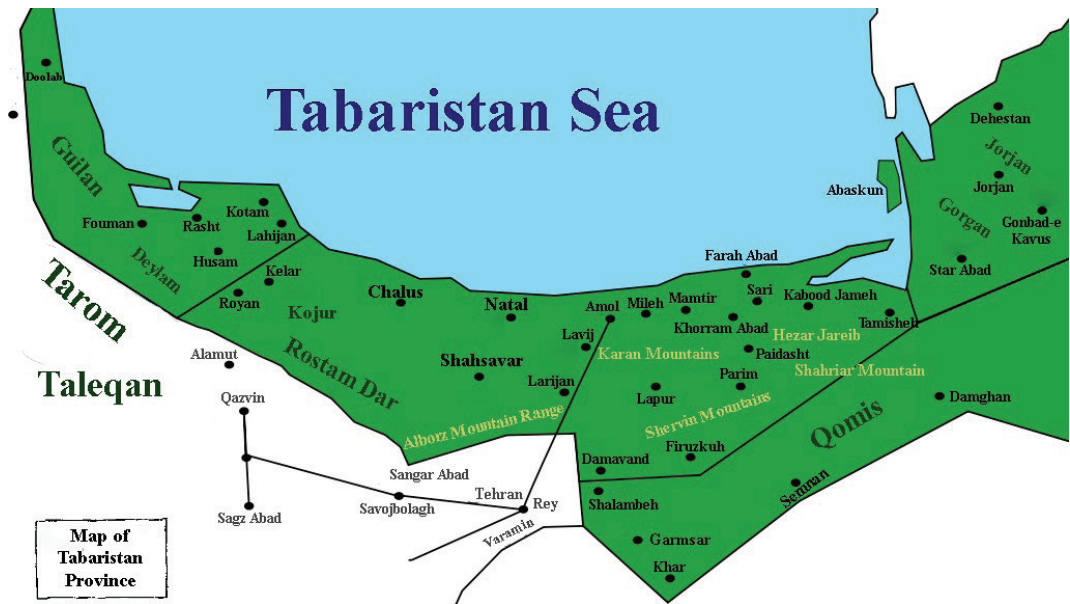 Tabaristan Sea
Doolab
Guilan
Fouman
Rasht
Kotam
Lahijan
Husam
Deylam
Tarom
Taleqan
Royan
Kelar
Kojur
Rostam Dar
Chalus
Natal
Shahsavar
Lavij
Larijan
Alborz Mountain Range
Amol
Mileh
Mamtir
Farah Abad
Sari
Khorram Abad
Kabood Jameh
Tamisheh
Hezar Jareib
Karan Mountains
Paidasht
Shahriar Mountain
Parim
Lapur
Shervin Mountains
Firuzkuh
Damavand
Shalambeh
Garmsar
Khar
Semnan
Qomis
Damghan
Abaskun
Dehestan
Jorjan
Jorjan
Gorgan
Gonbad-e
Kavus
Star Abad
Alamut
Qazvin
Sagz Abad
Sangar Abad
Savojbolagh
Tehran
Rey
Varamin
Map of
Tabaristan
Province